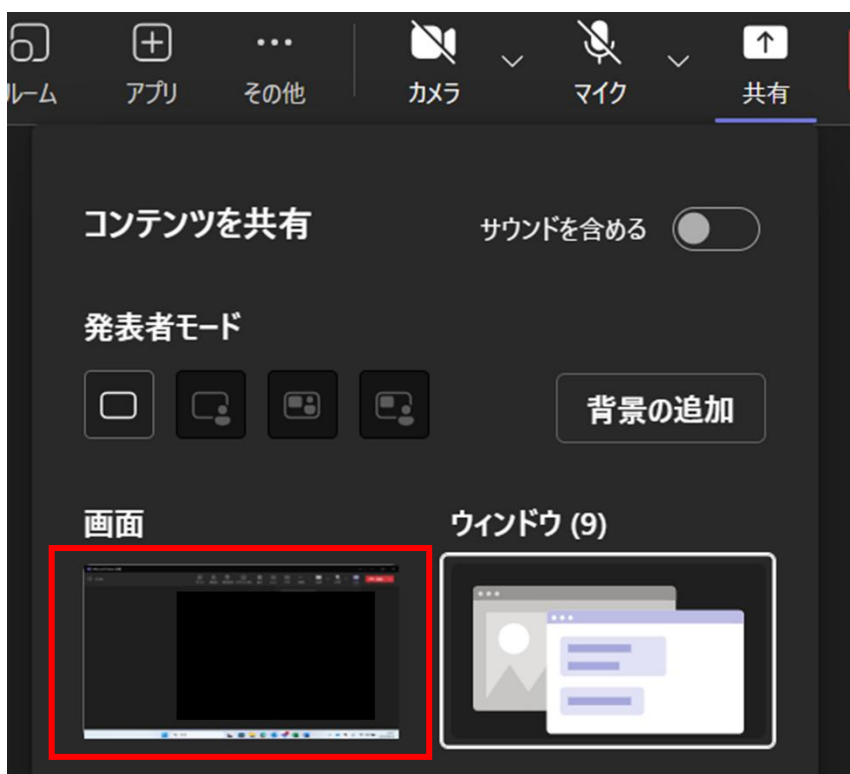 ルーム
アプリ
その他
カメラ
マイク
共有
コンテンツを共有
サウンドを含める
発表者モード
背景の追加
画面
ウィンドウ (9)